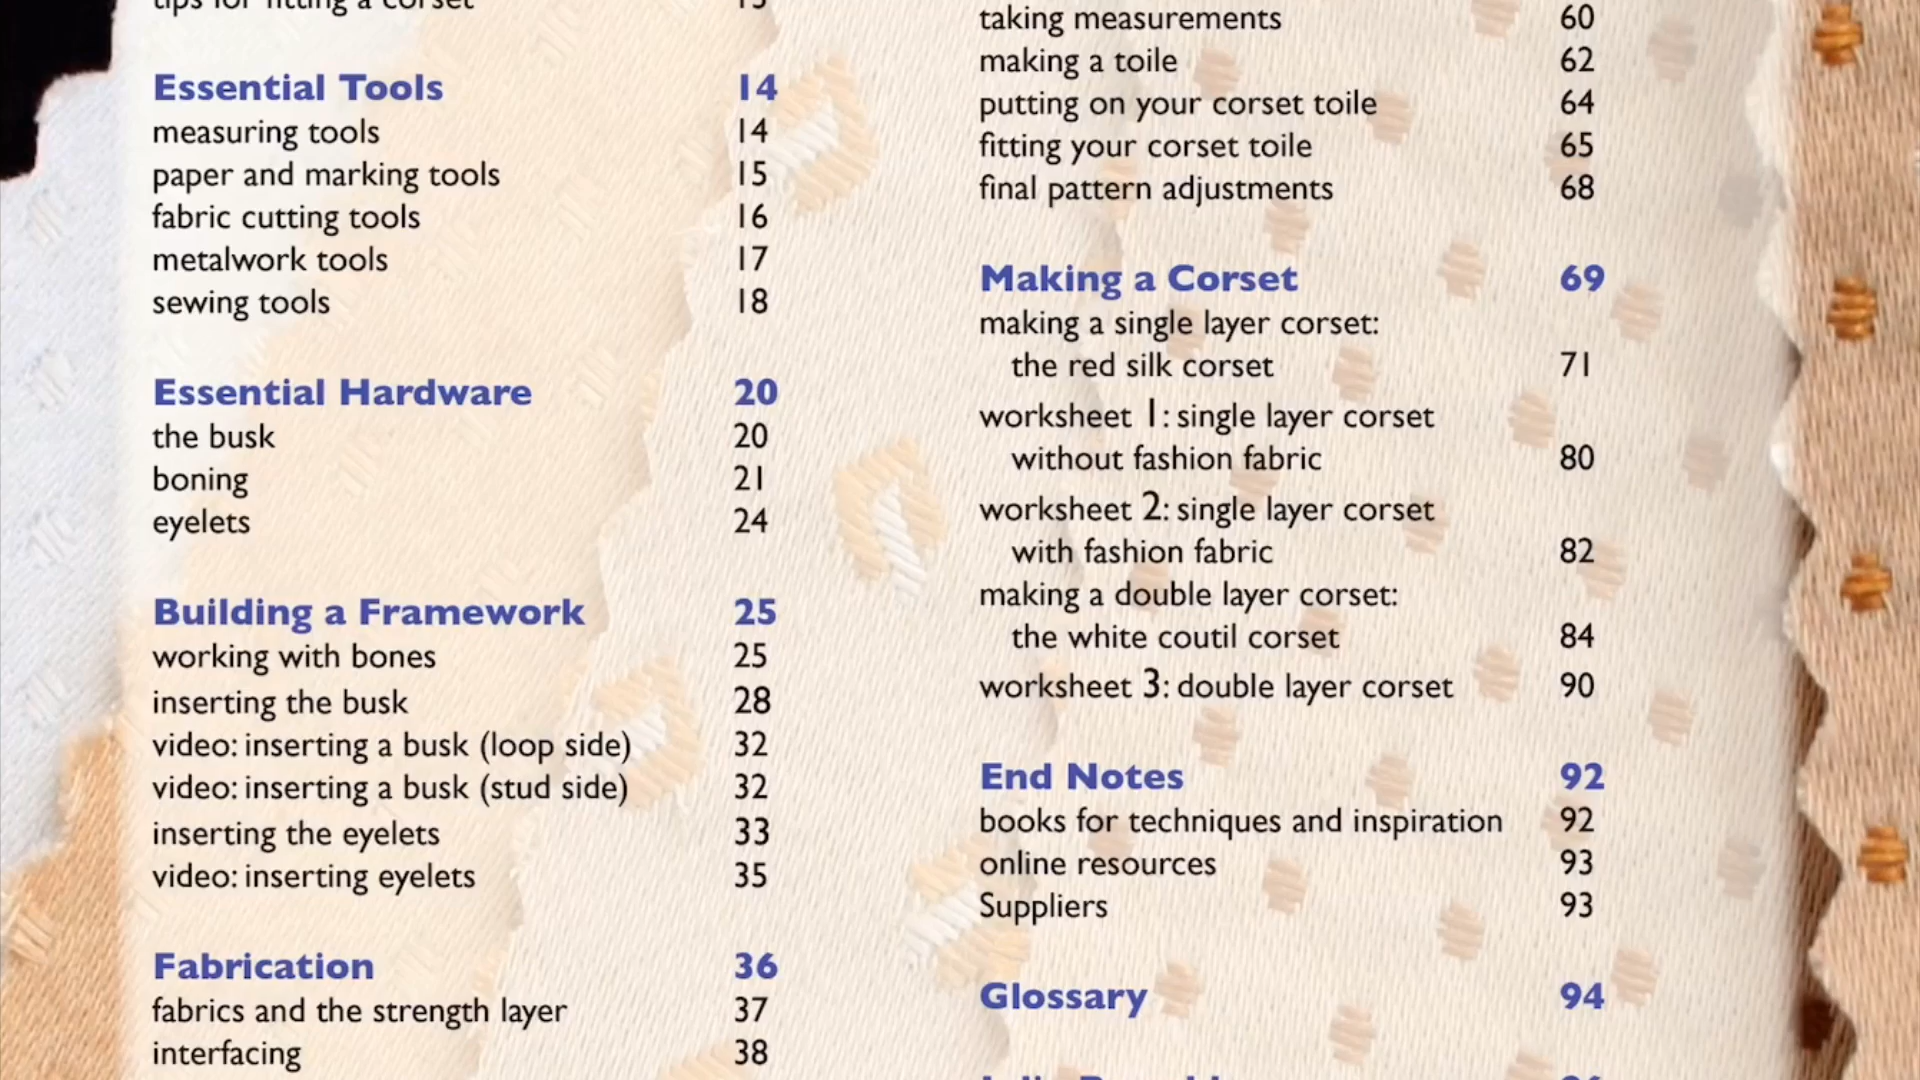 tips for fitting a corset 13
Essential Tools 14
measuring tools 14
paper and marking tools 15
fabric cutting tools 16
metalwork tools 17
sewing tools 18
Essential Hardware 20
the busk 20
boning 21
eyelets 24
Building a Framework 25
working with bones 25
inserting the busk 28
video: inserting a busk (loop side) 32
video: inserting a busk (stud side) 32
inserting the eyelets 33
video: inserting eyelets 35
Fabrication 36
fabrics and the strength layer 37
interfacing 38
taking measurements 60
making a toile 62
putting on your corset toile 64
fitting your corset toile 65
final pattern adjustments 68
Making a Corset 69
making a single layer corset:
the red silk corset 71
worksheet 1: single layer corset
without fashion fabric 80
worksheet 2: single layer corset
with fashion fabric 82
making a double layer corset:
the white coutil corset 84
worksheet 3: double layer corset 90
End Notes 92
books for techniques and inspiration 92
online resources 93
Suppliers 93
Glossary 94